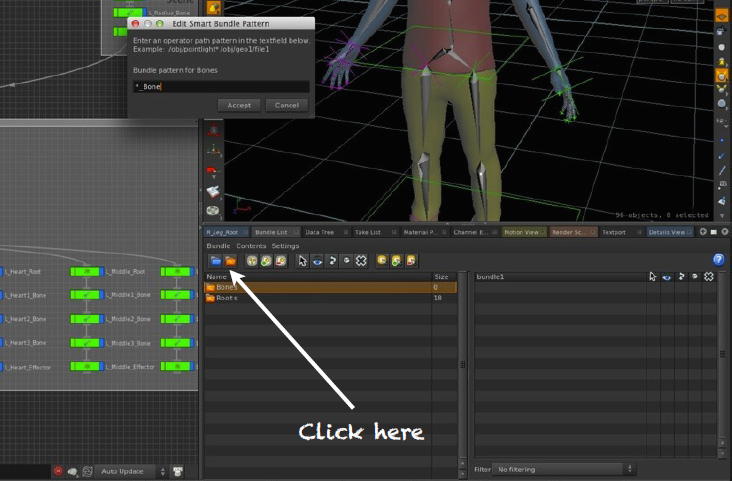 Edit Smart Bundle Pattern
Enter an operator path pattern in the textfield below.
Example: /obj/pointlight* /obj/geo1/file1
Bundle pattern for Bones
*_Bone
Accept Cancel
96 objects, 0 selected
R_Leg_Root Bundle List Data Tree Take List Material P... Channel E... Motion View... Render Sc... Textport Details View...
Bundle Contents Settings
Name Size bundle1
Bones 0
Roots 18
L_Heart_Root L_Middle_Root
L_Heart1_Bone L_Middle1_Bone
L_Heart2_Bone L_Middle2_Bone
L_Heart3_Bone L_Middle3_Bone
L_Heart_Effector L_Middle_Effector
Click here
Auto Update
Filter No filtering